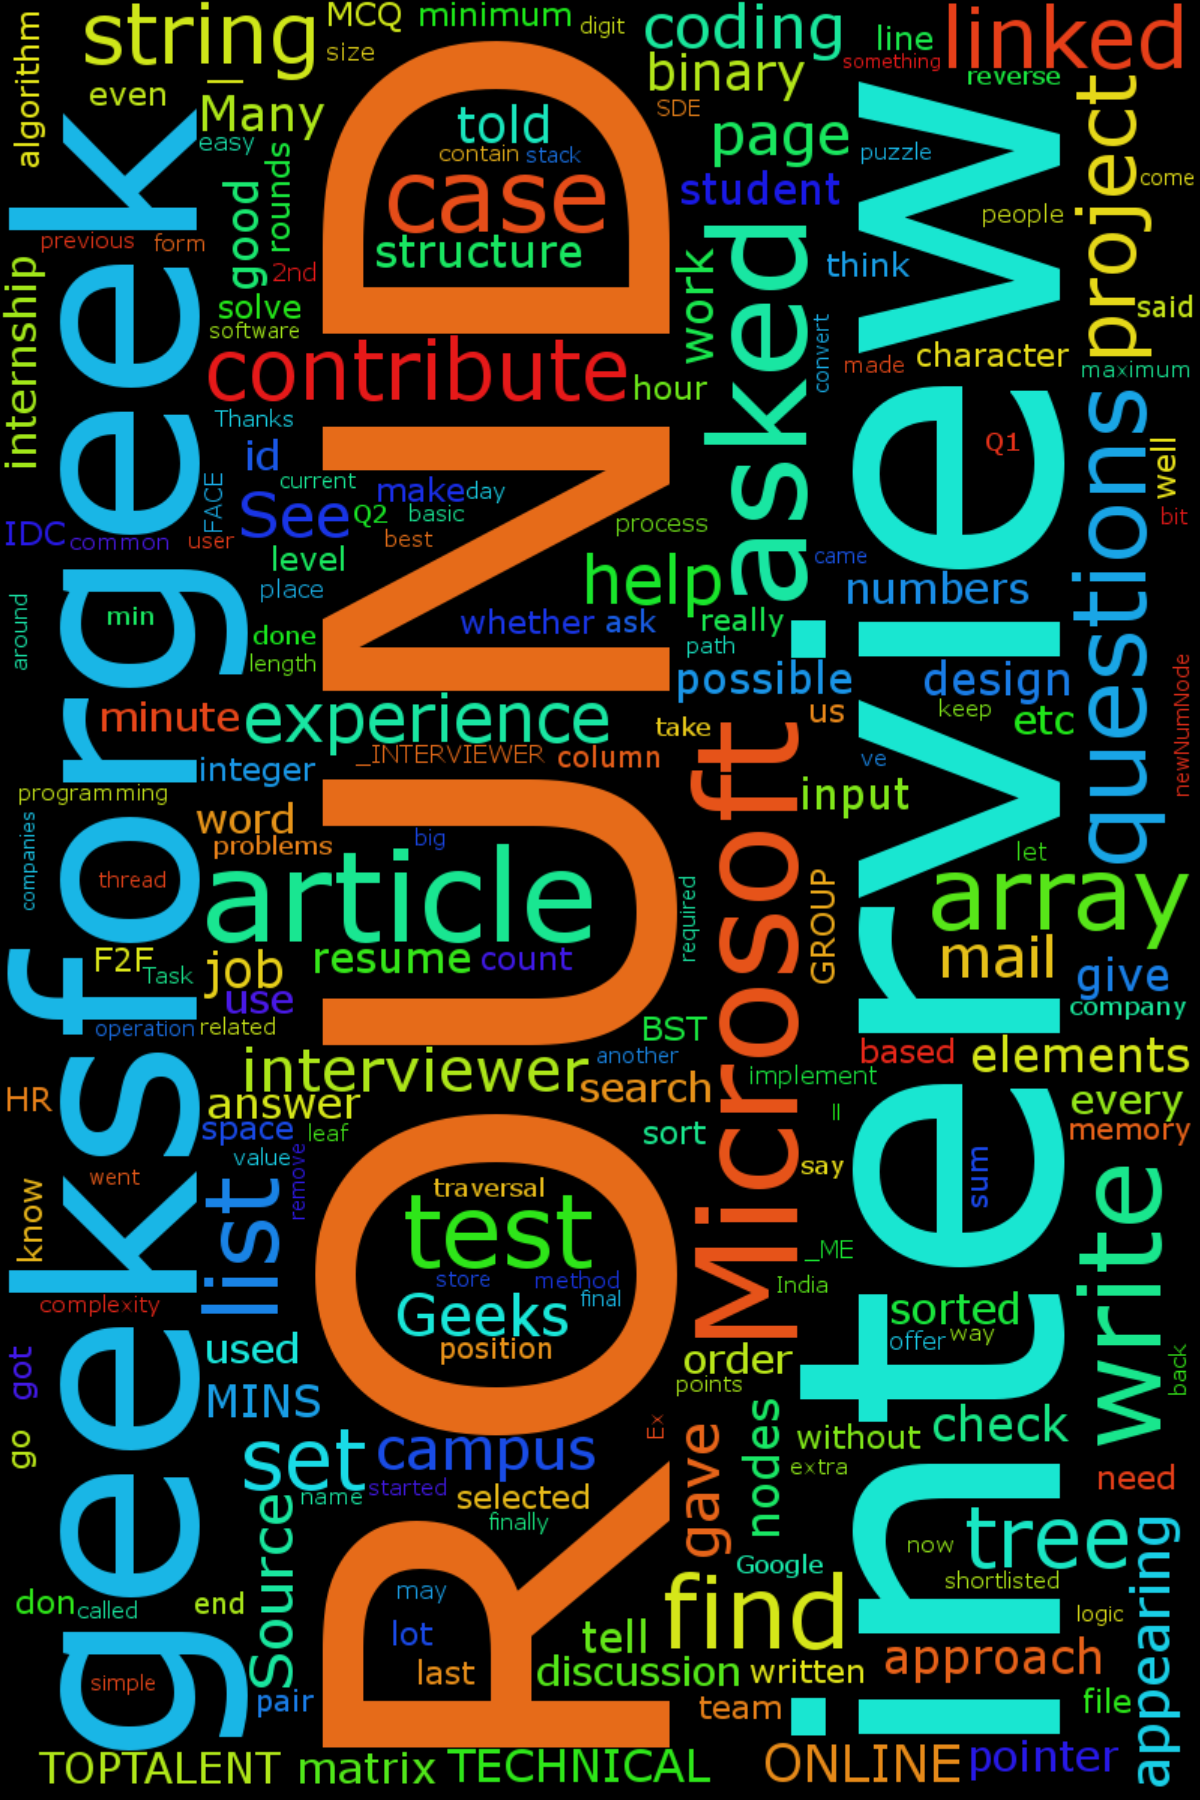 algorithm
string
MCQ
minimum
digit
size
coding
line
linked
something
reverse
even
l
Many
easy
binary
SDE
told
contain
stack
case
structure
page
puzzle
student
project
come
people
geeksforgeek
previous
form
good
rounds
2nd
solve
software
internship
ROUND
work
asked
think
interview
said
convert
made
character
maximum
contribute
hour
Thanks
id
current
FACE
See
Q2
make
day
basic
best
process
Q1
questions
well
bit
IDC
common
user
level
place
help
came
numbers
around
min
done
length
whether
ask
really
path
possible
design
newNumNode
minute
experience
take
us
keep
etc
_INTERVIEWER
column
Microsoft
ve
integer
programming
input
companies
word
problems
big
let
thread
article
required
GROUP
array
F2F
Task
job
resume
count
mail
give
use
company
operation
related
BST
another
based
elements
interviewer
search
implement
HR
answer
ll
every
space
leaf
sort
memory
value
remove
say
sum
went
know
list
traversal
test
write
store
method
final
_ME
India
complexity
Geeks
position
sorted
offer
way
got
used
order
points
back
MINS
go
set
campus
Ex
gave
nodes
without
check
extra
need
name
started
selected
finally
Source
Google
now
tree
shortlisted
appearing
don
called
end
may
find
logic
lot
tell
simple
last
discussion
written
approach
pair
team
file
TOPTALENT
matrix
TECHNICAL
ONLINE
pointer